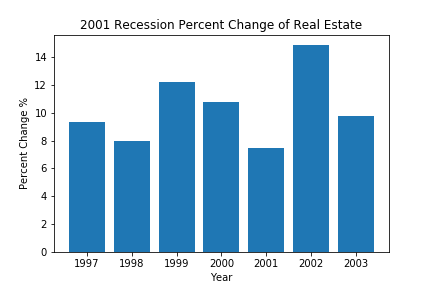 2001 Recession Percent Change of Real Estate
Percent Change %
14
12
10
8
6
4
2
0
1997 1998 1999 2000 2001 2002 2003
Year